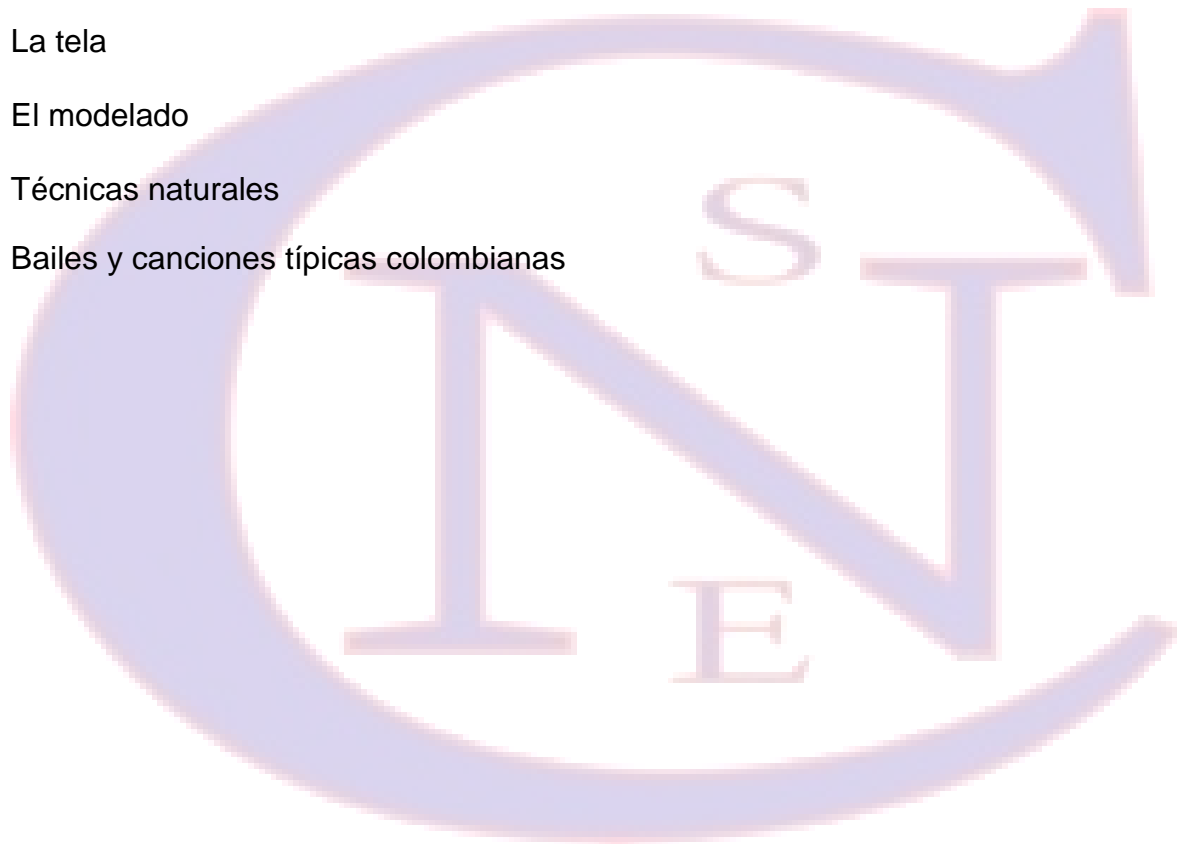 La tela
El modelado
Técnicas naturales
Bailes y canciones típicas colombianas
S
C N
E